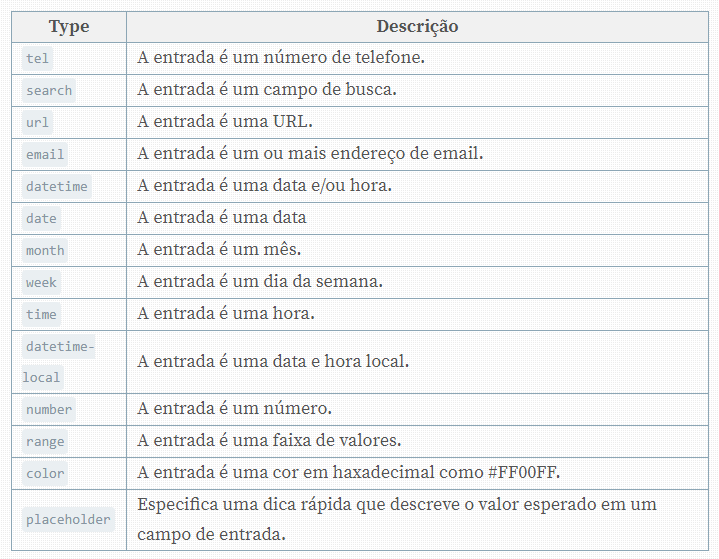 Type Descrição
tel A entrada é um número de telefone.
search A entrada é um campo de busca.
url A entrada é uma URL.
email A entrada é um ou mais endereço de email.
datetime A entrada é uma data e/ou hora.
date A entrada é uma data
month A entrada é um mês.
week A entrada é um dia da semana.
time A entrada é uma hora.
datetime-
local A entrada é uma data e hora local.
number A entrada é um número.
range A entrada é uma faixa de valores.
color A entrada é uma cor em haxadecimal como #FF00FF.
placeholder Especifica uma dica rápida que descreve o valor esperado em um
campo de entrada.